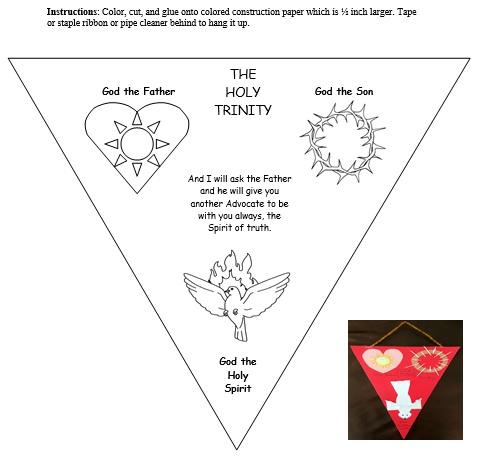 Instructions: Color, cut, and glue onto colored construction paper which is ½ inch larger. Tape
or staple ribbon or pipe cleaner behind to hang it up.
THE
HOLY
TRINITY
God the Father
God the Son
And I will ask the Father
and he will give you
another Advocate to be
with you always, the
Spirit of truth.
God the
Holy
Spirit